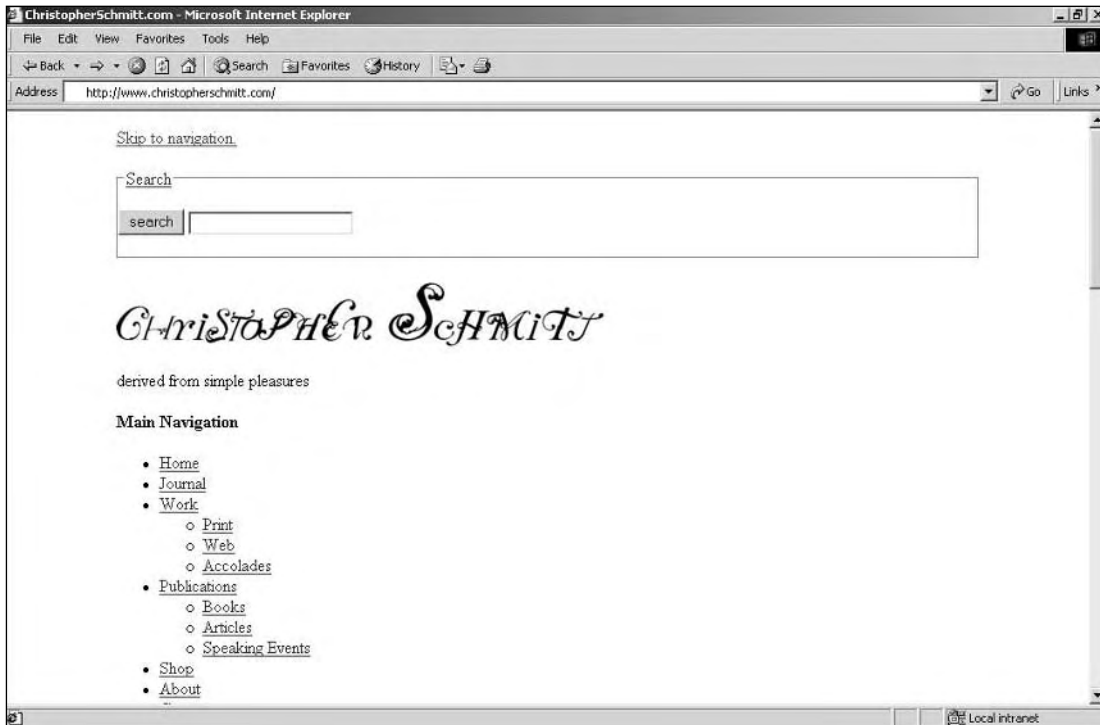 ChristopherSchmitt.com - Microsoft Internet Explorer
File Edit View Favorites Tools Help
Back Search Favorites History
Address http://www.christopherschmitt.com/ Go Links
Skip to navigation.
Search
search
CHRISTOPHER SCHMITT
derived from simple pleasures
Main Navigation
• Home
• Journal
• Work
o Print
o Web
o Accolades
• Publications
o Books
o Articles
o Speaking Events
• Shop
• About
Local intranet